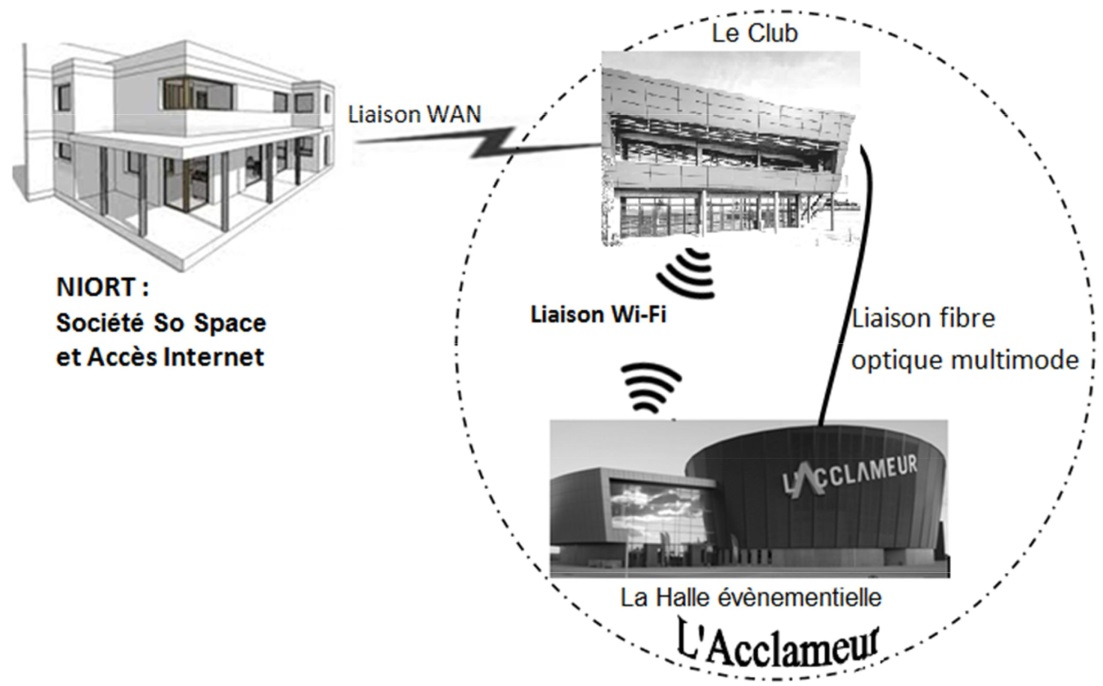 Le Club
Liaison WAN
NIORT :
Société So Space
et Accès Internet
Liaison Wi-Fi
Liaison fibre
optique multimode
L'ACCLAMEUR
La Halle évènementielle
L'Acclameur